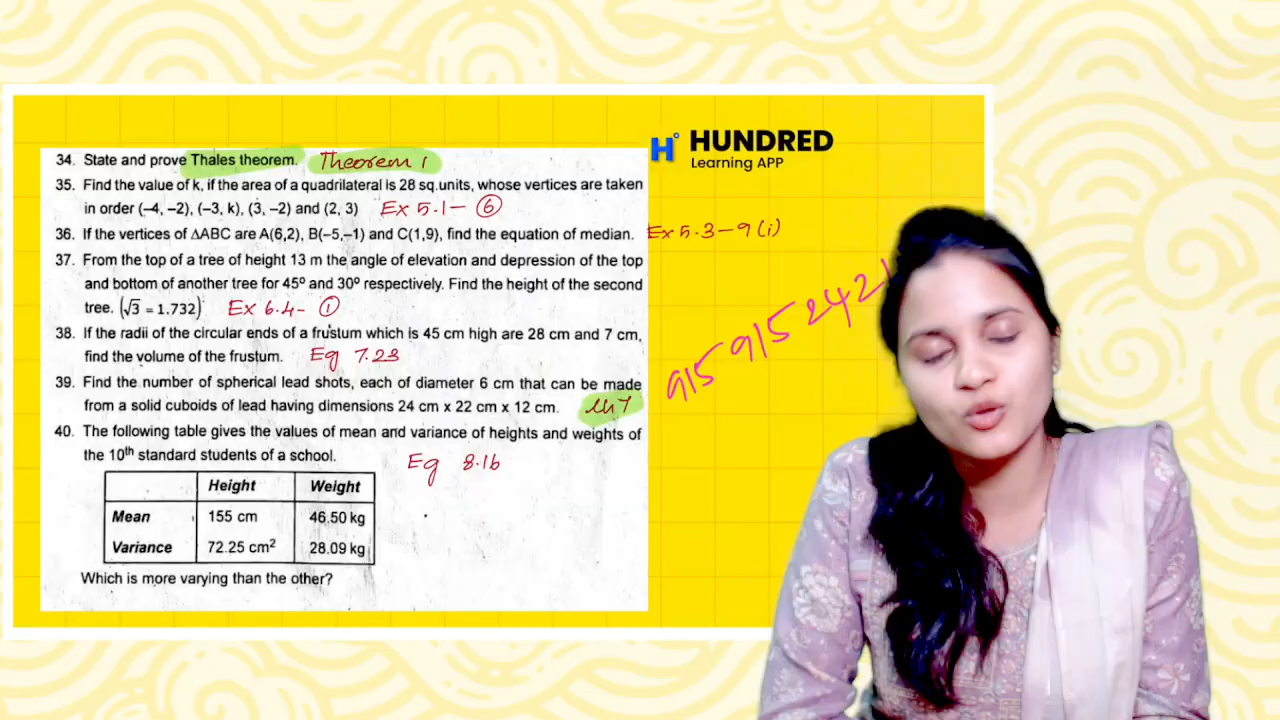 H° HUNDRED
Learning APP
34. State and prove Thales theorem. Theorem 1
35. Find the value of k, if the area of a quadrilateral is 28 sq.units, whose vertices are taken
in order (–4, –2), (–3, k), (3, –2) and (2, 3) Ex 5.1 – ⑥
36. If the vertices of ΔABC are A(6,2), B(–5,–1) and C(1,9), find the equation of median. Ex 5.3 – 9 (i)
37. From the top of a tree of height 13 m the angle of elevation and depression of the top
and bottom of another tree for 45⁰ and 30⁰ respectively. Find the height of the second
tree. (√3 = 1.732) Ex 6.4 – ①
38. If the radii of the circular ends of a frustum which is 45 cm high are 28 cm and 7 cm,
find the volume of the frustum. Eg 7.23
39. Find the number of spherical lead shots, each of diameter 6 cm that can be made
from a solid cuboids of lead having dimensions 24 cm x 22 cm x 12 cm.
915 915 2421
40. The following table gives the values of mean and variance of heights and weights of
the 10th standard students of a school. Eg 8.16
Height Weight
Mean 155 cm 46.50 kg
Variance 72.25 cm² 28.09 kg
Which is more varying than the other?